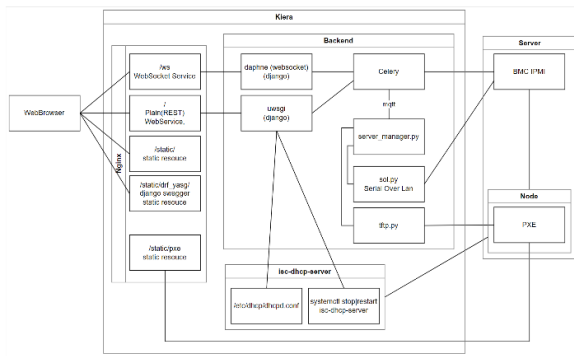 Kiera
Backend
Server
Nginx
/ws
WebSocket Service
daphne (websocket)
(django)
Celery
BMC IPMI
WebBrowser
/
Plain(REST)
WebService,
uwsgi
(django)
mqtt
server_manager.py
/static/
static resouce
/static/drf_yasg/
django swagger
static resouce
sol.py
Serial Over Lan
Node
tftp.py
PXE
/static/pxe
static resouce
isc-dhcp-server
/etc/dhcp/dhcpd.conf
systemctl stop|restart
isc-dhcp-server